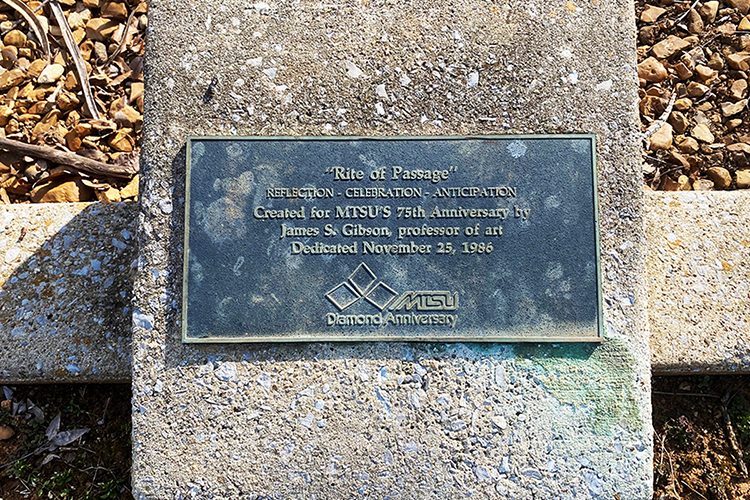 "Rite of Passage"
REFLECTION - CELEBRATION - ANTICIPATION
Created for MTSU'S 75th Anniversary by
James S. Gibson, professor of art
Dedicated November 25, 1986
MTSU
Diamond Anniversary